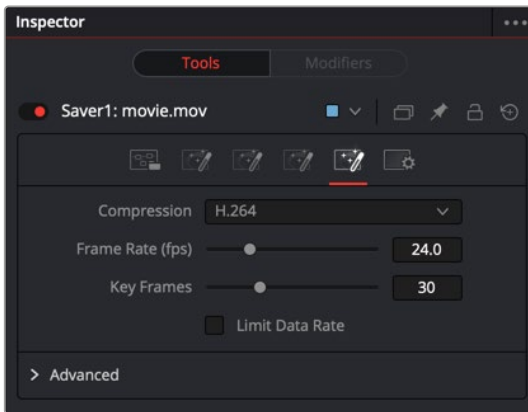 Inspector
Tools Modifiers
Saver1: movie.mov
Compression H.264
Frame Rate (fps) 24.0
Key Frames 30
Limit Data Rate
Advanced